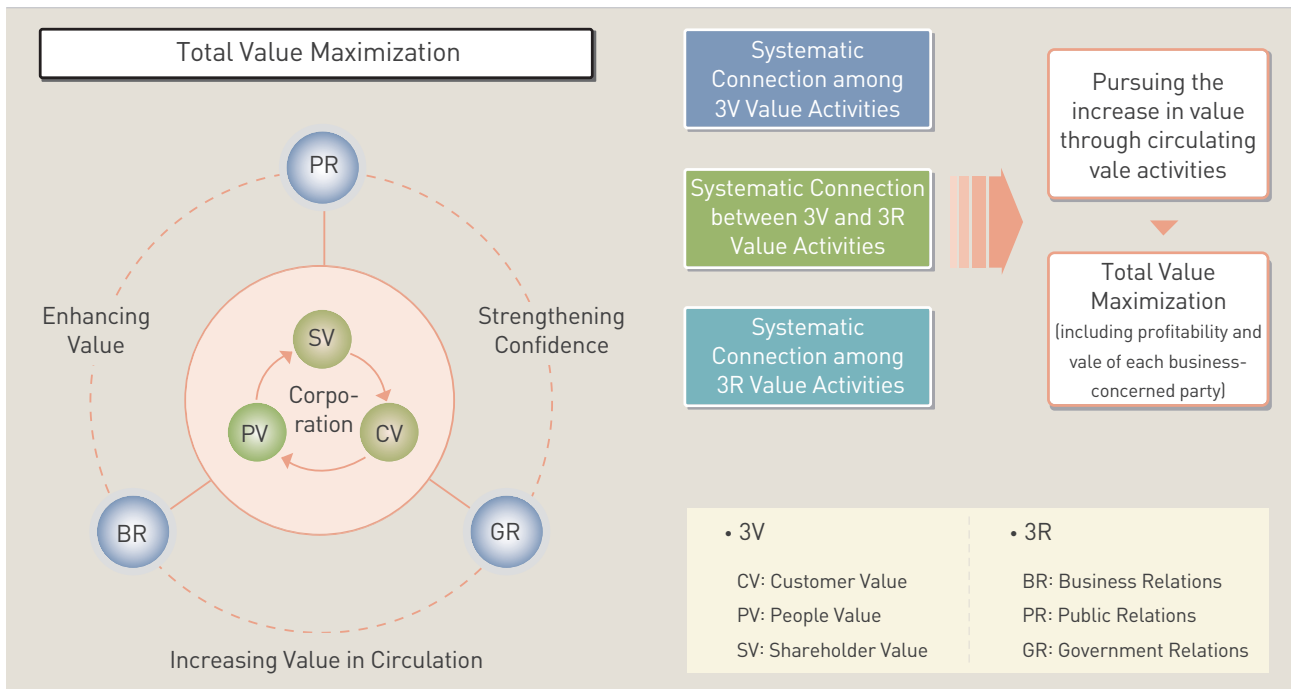 Total Value Maximization
PR
Enhancing
Value
Strengthening
Confidence
SV
Corpo-
ration
PV
CV
BR
GR
Increasing Value in Circulation
Systematic
Connection among
3V Value Activities
Systematic Connection
between 3V and 3R
Value Activities
Systematic
Connection among
3R Value Activities
Pursuing the
increase in value
through circulating
vale activities
Total Value
Maximization
(including profitability and
vale of each business-
concerned party)
• 3V
CV: Customer Value
PV: People Value
SV: Shareholder Value
• 3R
BR: Business Relations
PR: Public Relations
GR: Government Relations